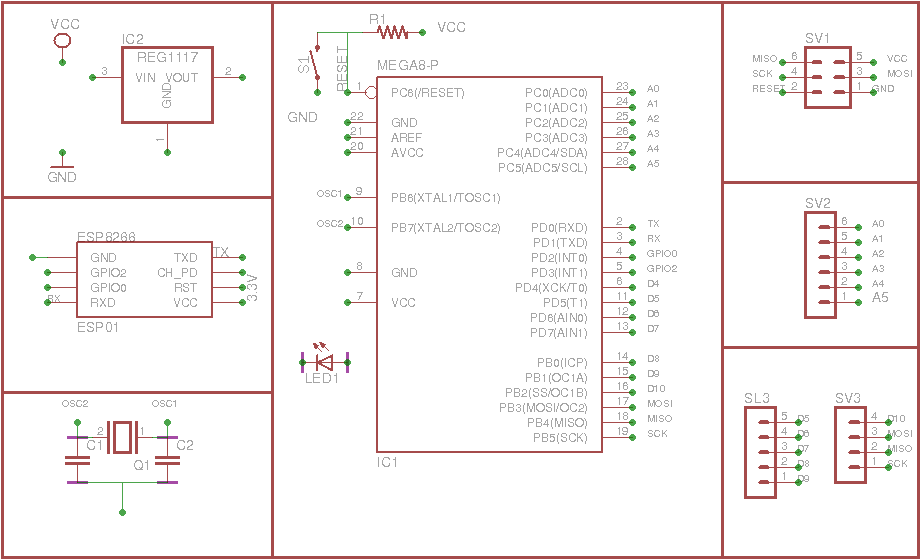 VCC
IC2
REG1117
3 VIN VOUT 2
GND
1
GND
ESP8266
GND TXD TX
GPIO2 CH_PD
GPIO0 RST
RX RXD VCC
3.3V
ESP01
OSC2 OSC1
C1 2 1 C2
Q1
R1
VCC
S1
RESET
GND
MEGA8-P
1 PC6(/RESET)
22 GND
21 AREF
20 AVCC
OSC1 9 PB6(XTAL1/TOSC1)
OSC2 10 PB7(XTAL2/TOSC2)
8 GND
7 VCC
LED1
PC0(ADC0) 23 A0
PC1(ADC1) 24 A1
PC2(ADC2) 25 A2
PC3(ADC3) 26 A3
PC4(ADC4/SDA) 27 A4
PC5(ADC5/SCL) 28 A5
PD0(RXD) 2 TX
PD1(TXD) 3 RX
PD2(INT0) 4 GPIO0
PD3(INT1) 5 GPIO2
PD4(XCK/T0) 6 D4
PD5(T1) 11 D5
PD6(AIN0) 12 D6
PD7(AIN1) 13 D7
PB0(ICP) 14 D8
PB1(OC1A) 15 D9
PB2(SS/OC1B) 16 D10
PB3(MOSI/OC2) 17 MOSI
PB4(MISO) 18 MISO
PB5(SCK) 19 SCK
IC1
SV1
MISO 6 5 VCC
SCK 4 3 MOSI
RESET 2 1 GND
SV2
6 A0
5 A1
4 A2
3 A3
2 A4
1 A5
SL3
5 D5
4 D6
3 D7
2 D8
1 D9
SV3
4 D10
3 MOSI
2 MISO
1 SCK